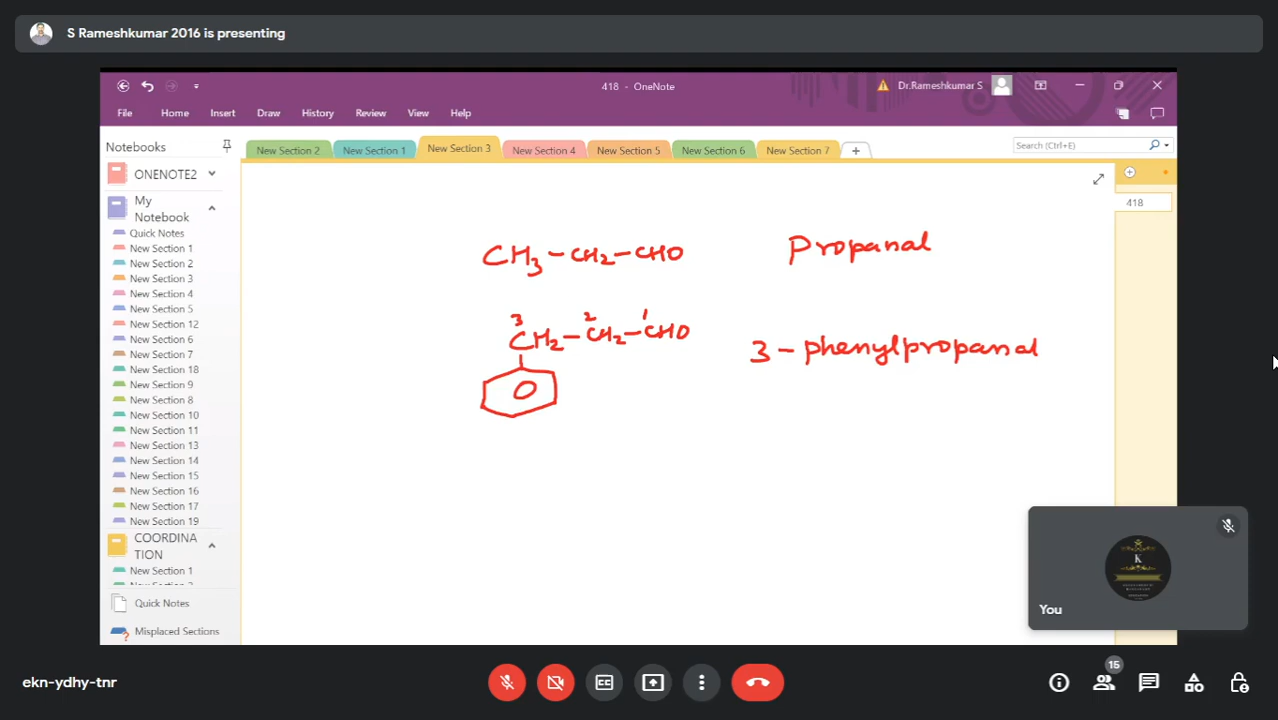 S Rameshkumar 2016 is presenting
418 - OneNote
Dr.Rameshkumar S
File Home Insert Draw History Review View Help
Notebooks
New Section 2 New Section 1 New Section 3 New Section 4 New Section 5 New Section 6 New Section 7
Search (Ctrl+E)
ONENOTE2
418
My
Notebook
Quick Notes
New Section 1
New Section 2
New Section 3
New Section 4
New Section 5
New Section 12
New Section 6
New Section 7
New Section 18
New Section 9
New Section 8
New Section 10
New Section 11
New Section 13
New Section 14
New Section 15
New Section 16
New Section 17
New Section 19
COORDINA
TION
New Section 1
Quick Notes
Misplaced Sections
CH3-CH2-CHO Propanal
3 2 1
CH2-CH2-CHO 3-phenylpropanal
K
You
ekn-ydhy-tnr
CC
15